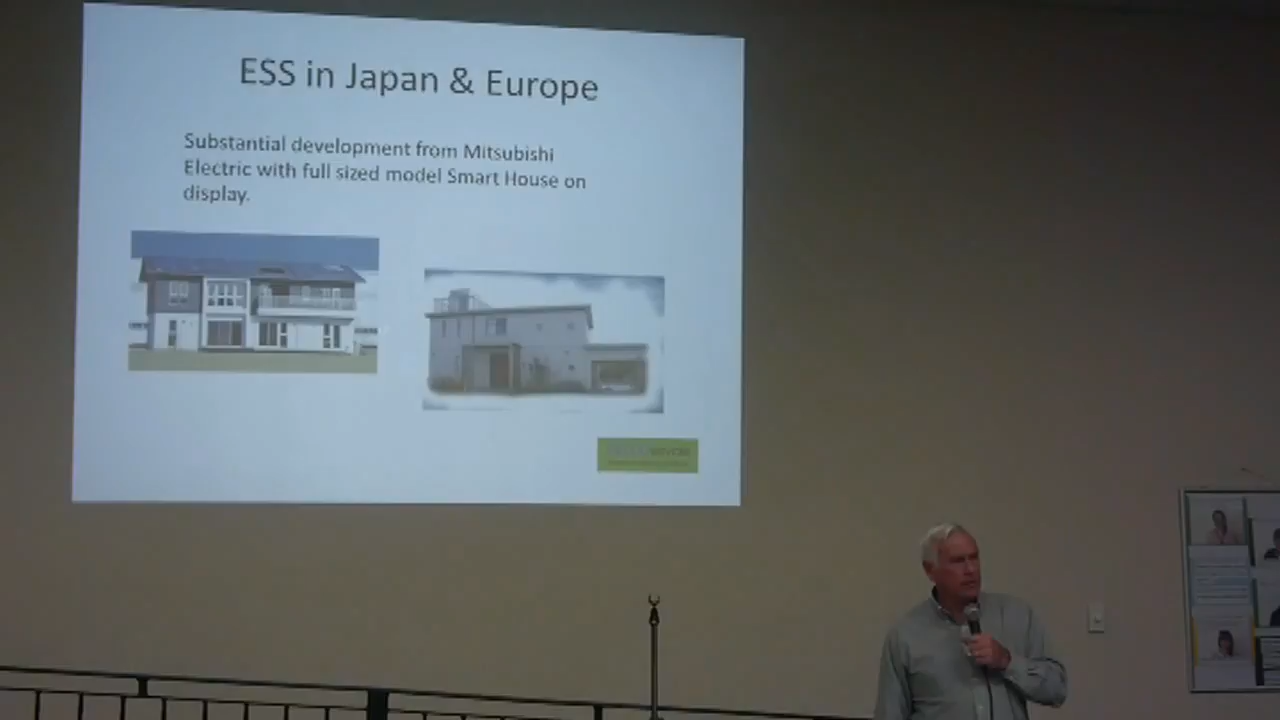 ESS in Japan & Europe
Substantial development from Mitsubishi
Electric with full sized model Smart House on
display.